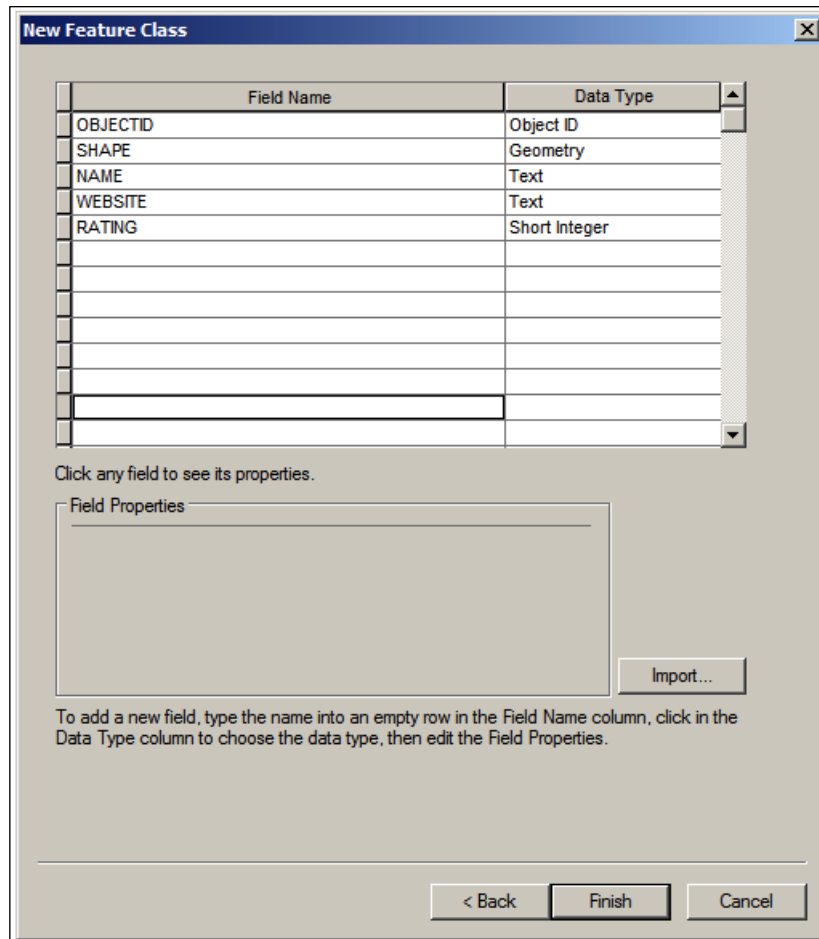 New Feature Class
Field Name Data Type
OBJECTID Object ID
SHAPE Geometry
NAME Text
WEBSITE Text
RATING Short Integer
Click any field to see its properties.
Field Properties
Import...
To add a new field, type the name into an empty row in the Field Name column, click in the
Data Type column to choose the data type, then edit the Field Properties.
< Back Finish Cancel